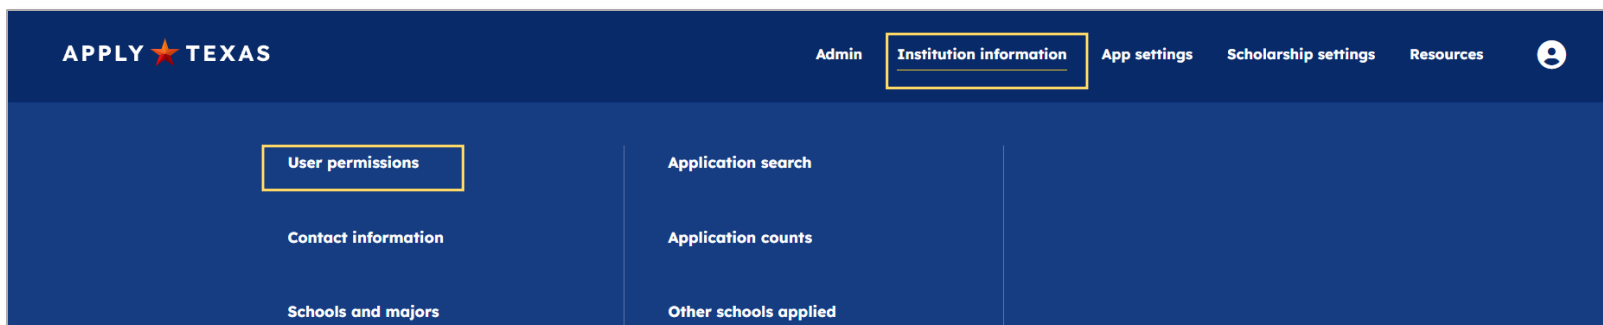 APPLY TEXAS
Admin
Institution information
App settings
Scholarship settings
Resources
User permissions
Contact information
Schools and majors
Application search
Application counts
Other schools applied